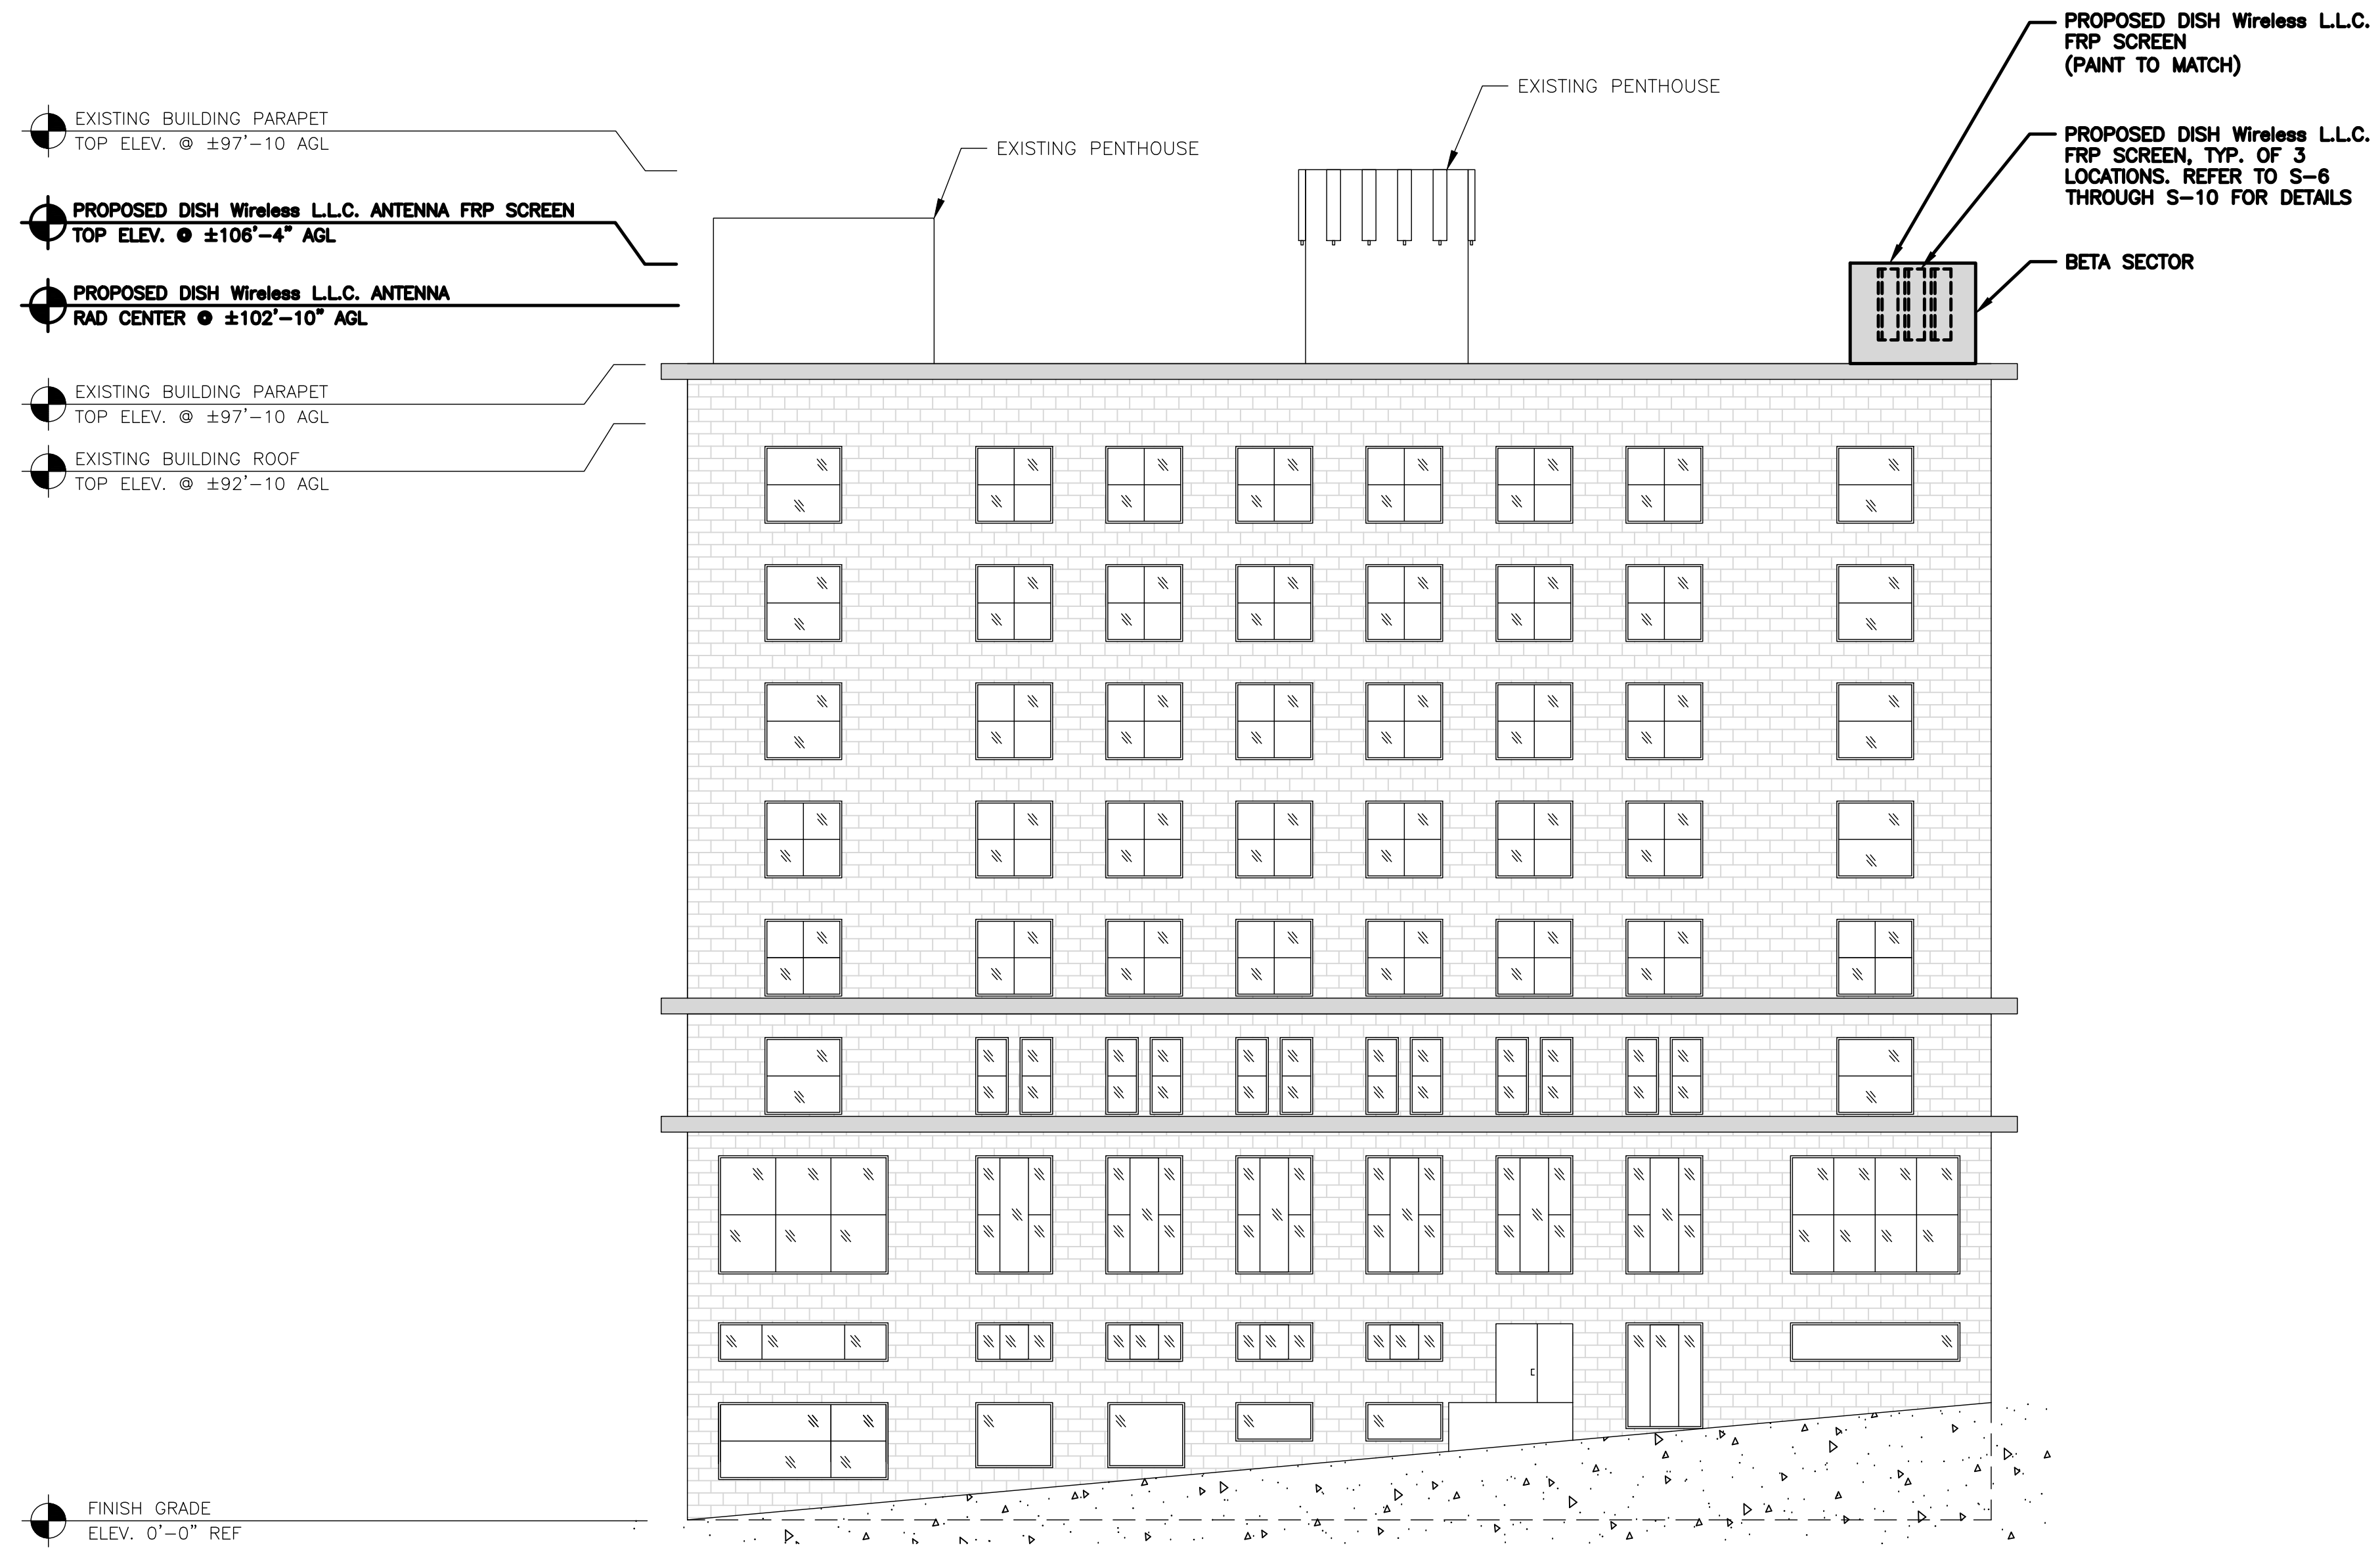 EXISTING BUILDING PARAPET
TOP ELEV. @ ±97'-10 AGL
PROPOSED DISH Wireless L.L.C. ANTENNA FRP SCREEN
TOP ELEV. @ ±106'-4" AGL
PROPOSED DISH Wireless L.L.C. ANTENNA
RAD CENTER @ ±102'-10" AGL
EXISTING BUILDING PARAPET
TOP ELEV. @ ±97'-10 AGL
EXISTING BUILDING ROOF
TOP ELEV. @ ±92'-10 AGL
FINISH GRADE
ELEV. 0'-0" REF
EXISTING PENTHOUSE
EXISTING PENTHOUSE
PROPOSED DISH Wireless L.L.C.
FRP SCREEN
(PAINT TO MATCH)
PROPOSED DISH Wireless L.L.C.
FRP SCREEN, TYP. OF 3
LOCATIONS. REFER TO S-6
THROUGH S-10 FOR DETAILS
BETA SECTOR